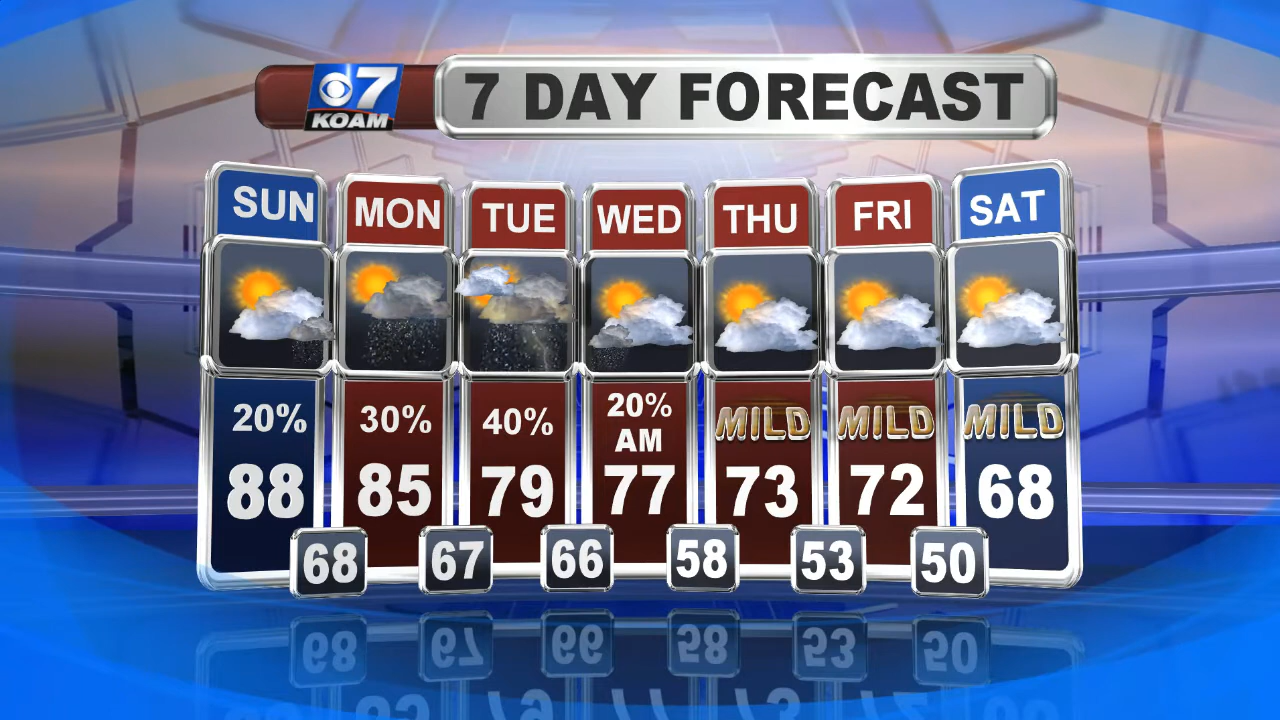 7
KOAM
7 DAY FORECAST
SUN MON TUE WED THU FRI SAT
20% 30% 40% 20% AM MILD MILD MILD
88 85 79 77 73 72 68
68 67 66 58 53 50